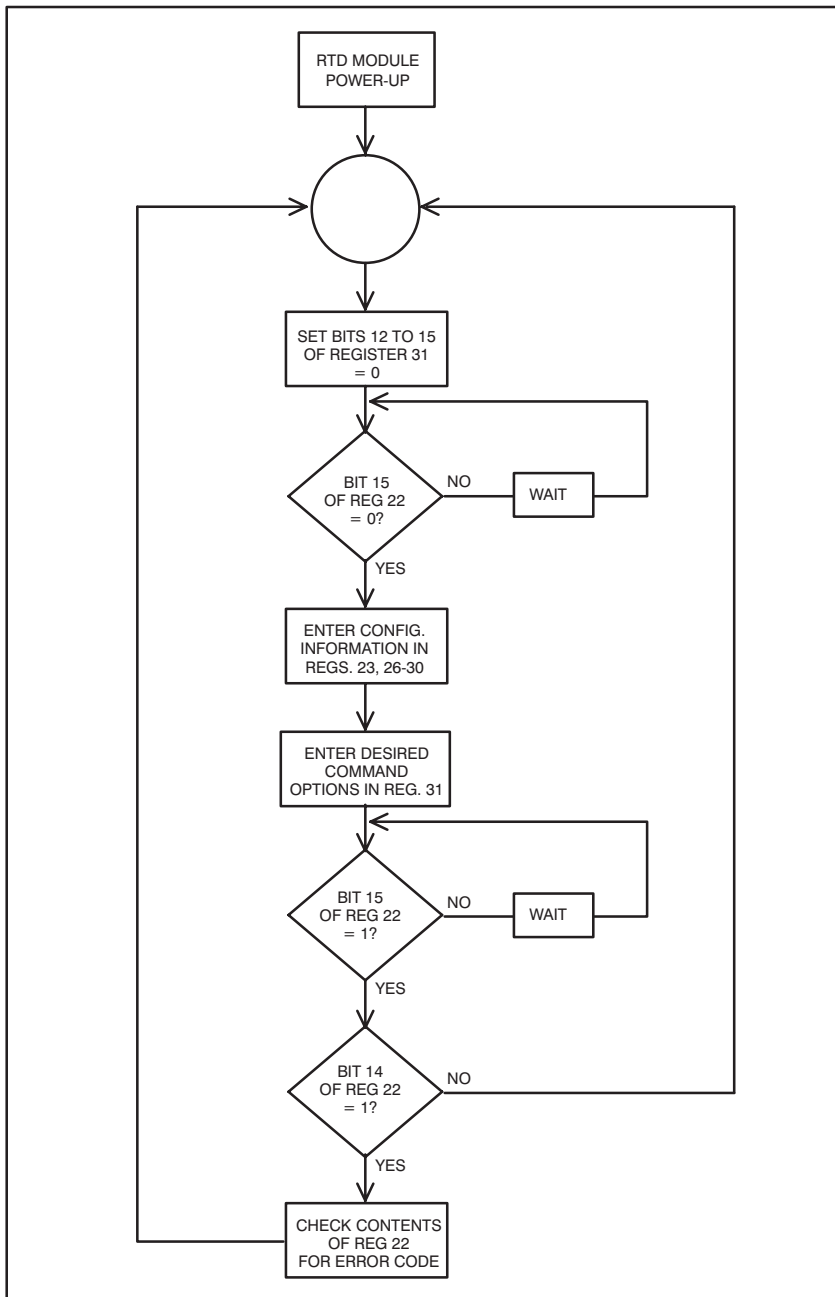 RTD MODULE
POWER-UP
SET BITS 12 TO 15
OF REGISTER 31
= 0
BIT 15
OF REG 22
= 0?
NO
WAIT
YES
ENTER CONFIG.
INFORMATION IN
REGS. 23, 26-30
ENTER DESIRED
COMMAND
OPTIONS IN REG. 31
BIT 15
OF REG 22
= 1?
NO
WAIT
YES
BIT 14
OF REG 22
= 1?
NO
YES
CHECK CONTENTS
OF REG 22
FOR ERROR CODE